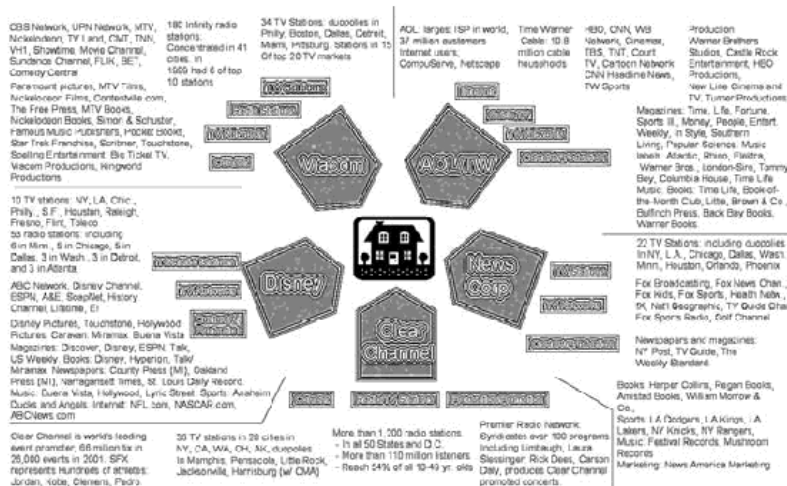 CBS Network, UPN Network, MTV,
Nickelodeon, TV Land, CMT, TNN,
VH1, Showtime, Movie Channel,
Sundance Channel, FLIX, BET,
Comedy Central
Paramount pictures, MTV Films,
Nickelodeon Films, Contentville.com,
The Free Press, MTV Books,
Nickelodeon Books, Simon & Schuster,
Famous Music Publishers, Pocket Books,
Star Trek Franchise, Scribner, Touchstone,
Spelling Entertainment, Big Ticket TV,
Viacom Productions, Kingworld
Productions
180 Infinity radio
stations:
Concentrated in 41
cities. In
1999 had 6 of top
10 stations
34 TV Stations: duopolies in
Philly, Boston, Dallas, Detroit,
Miami, Pittsburg. Stations in 15
Of top 20 TV markets
AOL: largest ISP in world,
37 million customers
Internet users:
CompuServe, Netscape
Time Warner
Cable: 10.8
million cable
households
HBO, CNN, WB
Network, Cinemax,
TBS, TNT, Court
TV, Cartoon Network
CNN Headline News,
TW Sports
Production
Warner Brothers
Studios, Castle Rock
Entertainment, HBO
Productions,
New Line Cinema and
TV, Turner Productions
Magazines: Time, Life, Fortune,
Sports Ill., Money, People, Entert.
Weekly, In Style, Southern
Living, Popular Science. Music
labels: Atlantic, Rhino, Elektra,
Warner Bros., London-Sire, Tommy
Boy, Columbia House, Time Life
Music. Books: Time Life, Book-of-
the-Month Club, Little, Brown & Co.,
Bulfinch Press, Back Bay Books,
Warner Books
Viacom
AOL/TW
10 TV stations: NY, LA, Chic.,
Philly., S.F., Houston, Raleigh,
Fresno, Flint, Toledo
53 radio stations: including
6 in Minn., 5 in Chicago, 5 in
Dallas, 3 in Wash., 3 in Detroit,
and 3 in Atlanta
ABC Network, Disney Channel,
ESPN, A&E, SoapNet, History
Channel, Lifetime, E!
Disney Pictures, Touchstone, Hollywood
Pictures, Caravan, Miramax, Buena Vista
Magazines: Discover, Disney, ESPN, Talk,
US Weekly. Books: Disney, Hyperion, Talk/
Miramax. Newspapers: County Press (MI), Oakland
Press (MI), Narragansett Times, St. Louis Daily Record
Music: Buena Vista, Hollywood, Lyric Street. Sports: Anaheim
Ducks and Angels. Internet: NFL.com, NASCAR.com,
ABCNews.com
Disney
News
Corp
22 TV Stations: including duopolies
In NY, L.A., Chicago, Dallas, Wash.
Minn., Houston, Orlando, Phoenix
Fox Broadcasting, Fox News Chan.,
Fox Kids, Fox Sports, Health Netw.,
FX, Nat'l Geographic, TV Guide Chan
Fox Sports Radio, Golf Channel
Clear
Channel
Newspapers and magazines:
NY Post, TV Guide, The
Weekly Standard
Books: Harper Collins, Regan Books,
Amistad Books, William Morrow &
Co.,
Sports: LA Dodgers, LA Kings, LA
Lakers, NY Knicks, NY Rangers,
Music: Festival Records, Mushroom
Records
Marketing: News America Marketing
Clear Channel is world's leading
event promoter: 66 million fix in
26,000 events in 2001. SFX
represents hundreds of athletes:
Jordan, Kobe, Clemens, Pedro
36 TV stations in 28 cities in
NY, CA, WA, OH, AK, duopolies
In Memphis, Pensacola, Little Rock,
Jacksonville, Harrisburg (w/ CMA)
More than 1,200 radio stations
- In all 50 States and D.C.
- More than 110 million listeners
- Reach 54% of all 18-49 yr. olds
Premier Radio Network:
Syndicates over 100 programs
Including Limbaugh, Laura
Slessinger, Rick Dees, Carson
Daly, produces Clear Channel
promoted concerts.